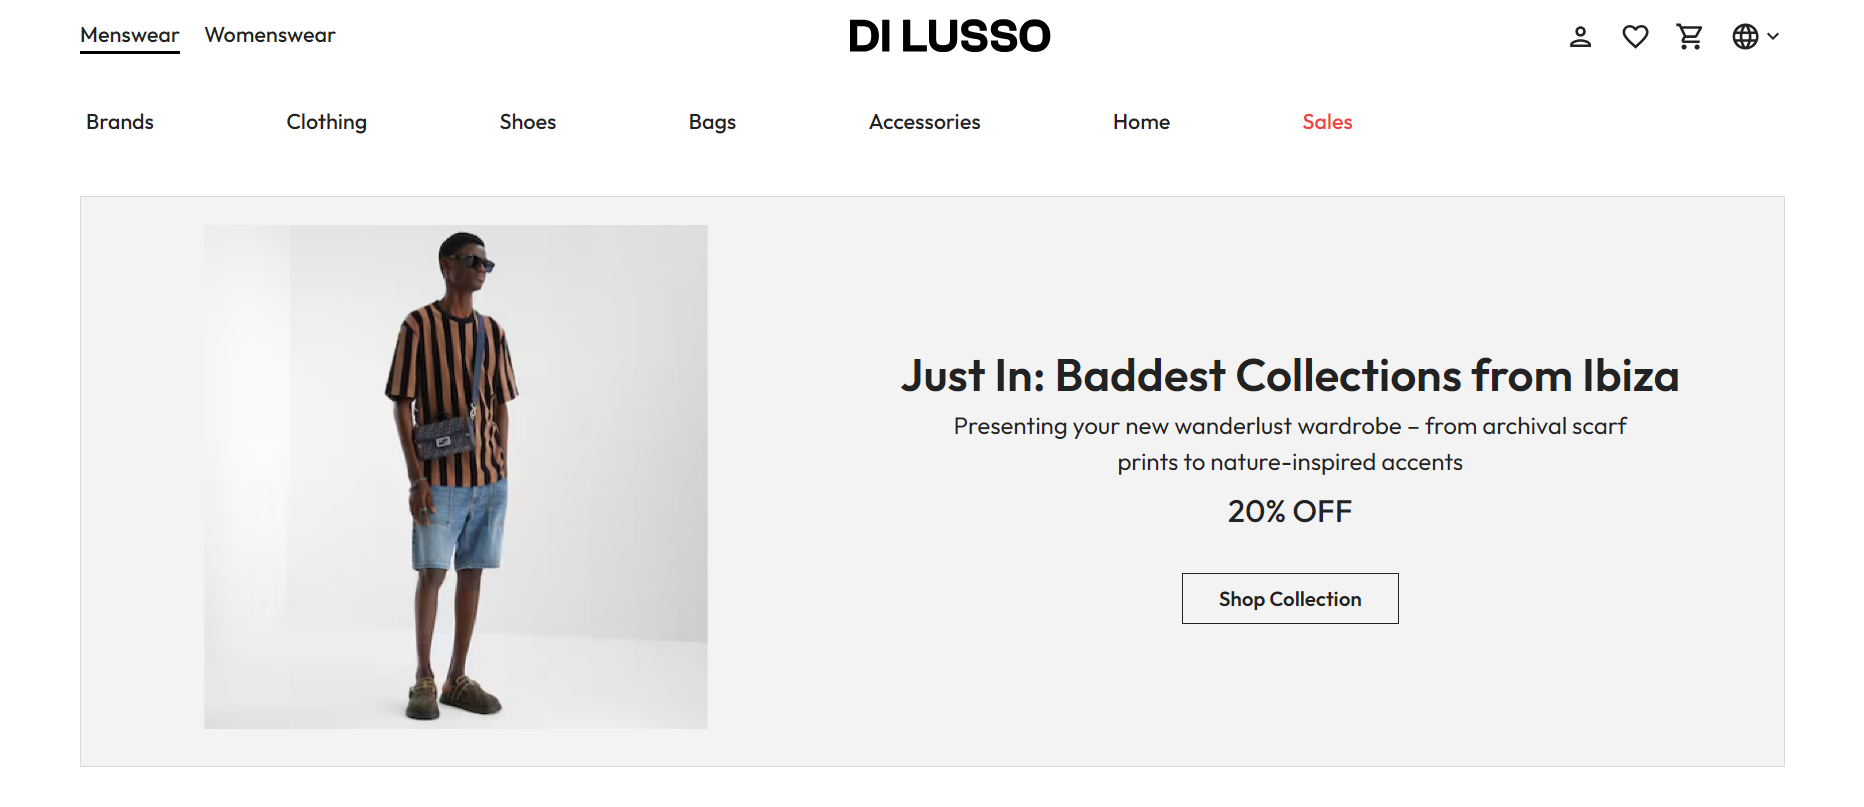 Menswear Womenswear
DI LUSSO
Brands Clothing Shoes Bags Accessories Home Sales
Just In: Baddest Collections from Ibiza
Presenting your new wanderlust wardrobe – from archival scarf
prints to nature-inspired accents
20% OFF
Shop Collection